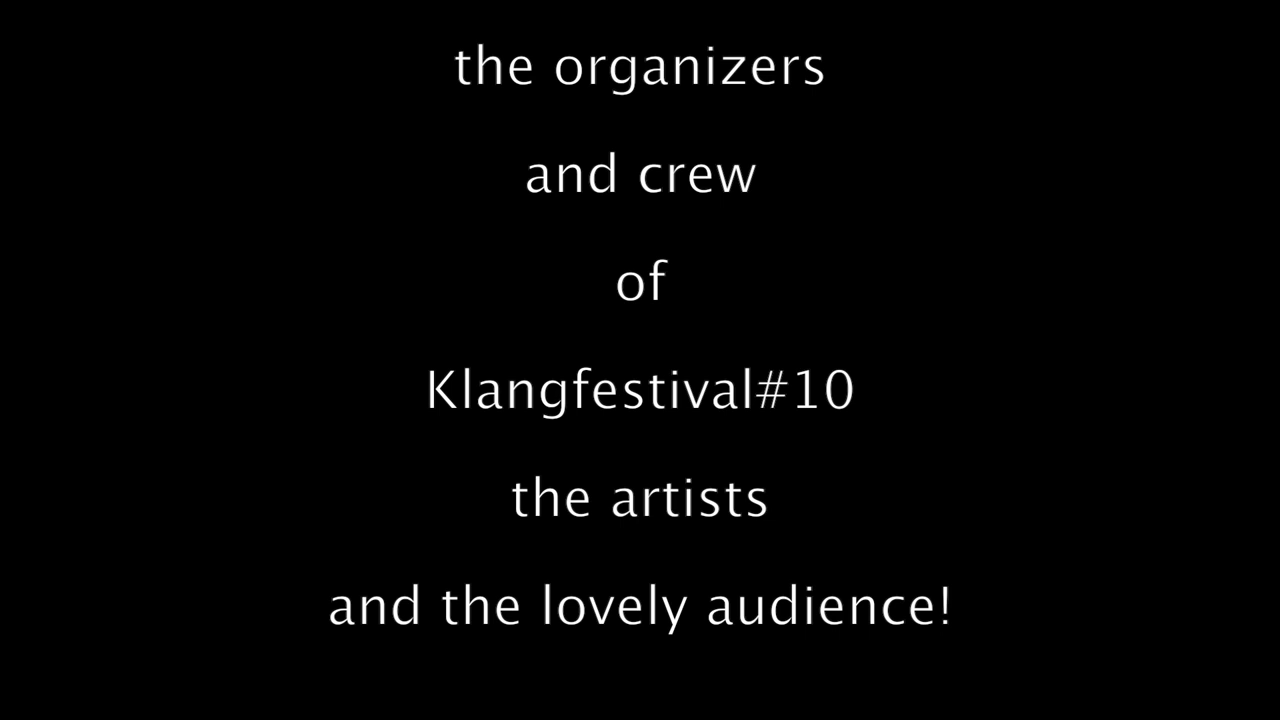 the organizers
and crew
of
Klangfestival#10
the artists
and the lovely audience!